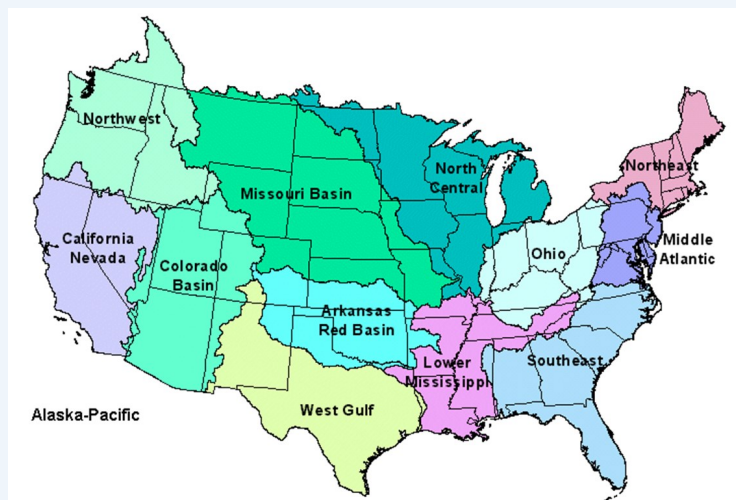 Northwest
Northeast
North
Central
Missouri Basin
California
Nevada
Middle
Atlantic
Ohio
Colorado
Basin
Arkansas
Red Basin
Lower
Mississippi
Southeast
West Gulf
Alaska-Pacific